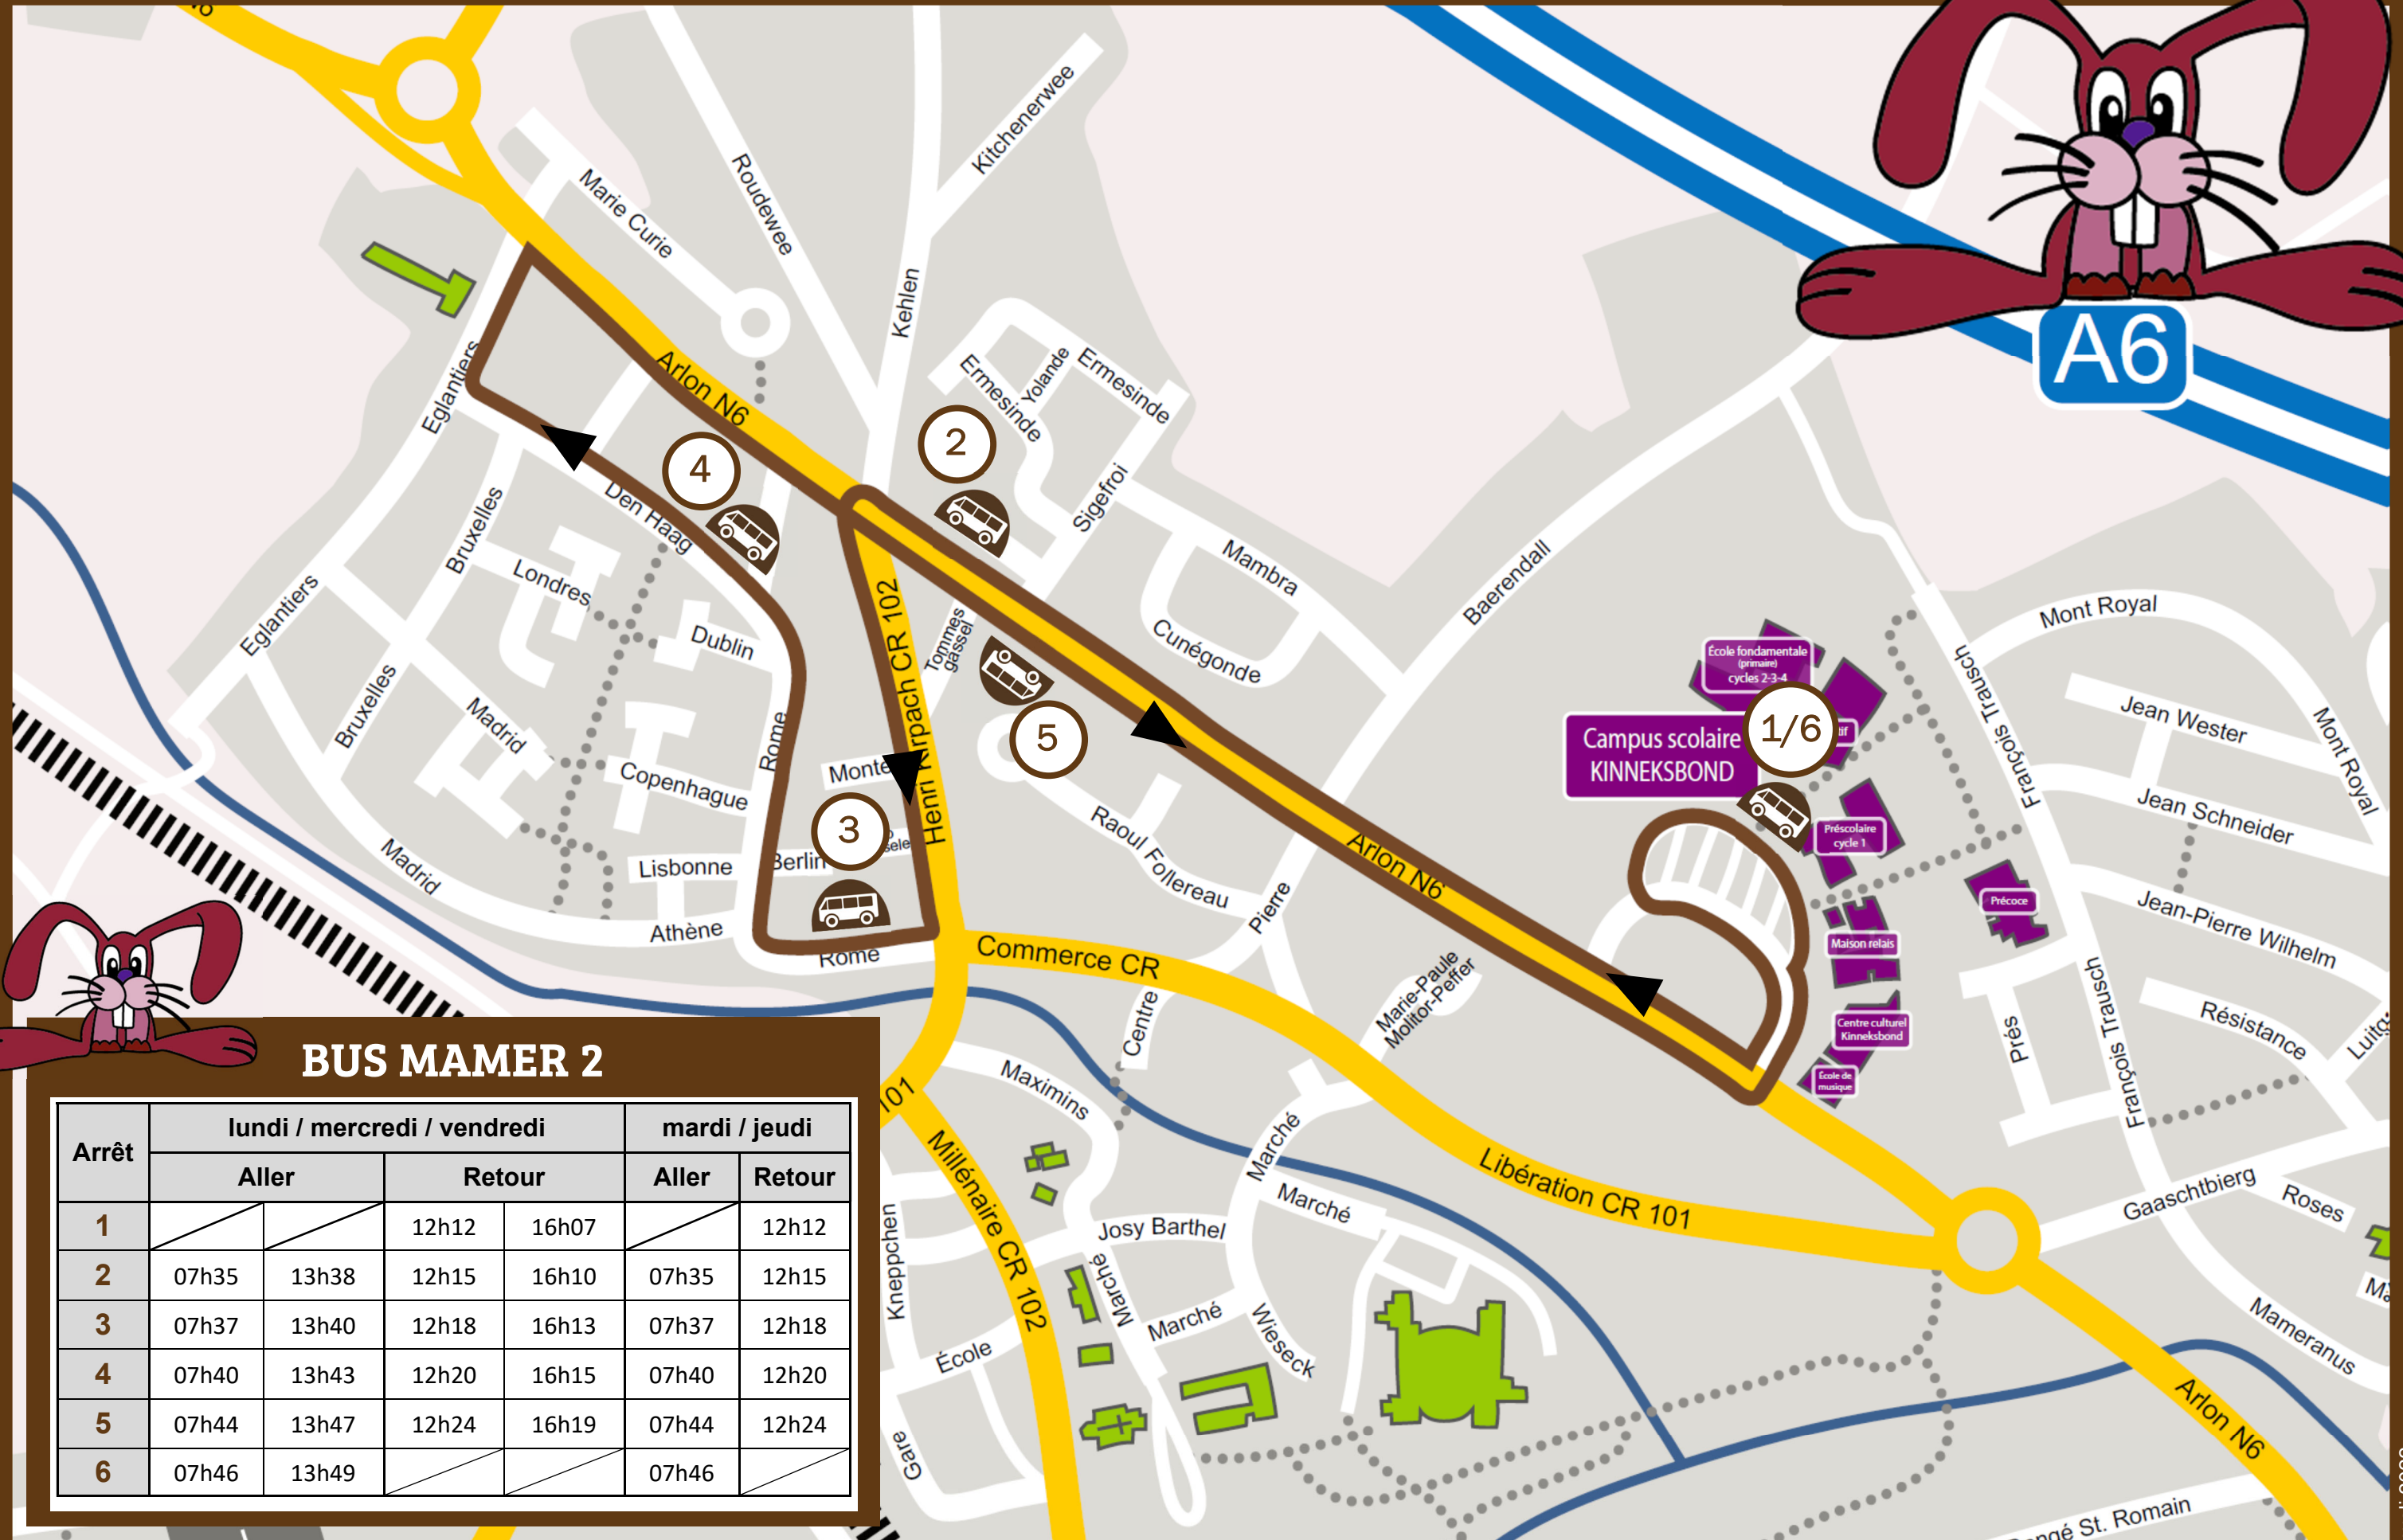 Marie Curie
Roudewee
Kitchenerwee
Kehlen
A6
Eglantiers
Arlon N6
Ermesinde
Yolande
Ermesinde
2
4
Sigefroi
Den Haag
Bruxelles
Londres
Mambra
Baerendall
Eglantiers
Henri Kirpach CR 102
Tommes
gässel
Cunégonde
Dublin
Mont Royal
École fondamentale
(primaire)
cycles 2-3-4
François Trausch
Bruxelles
Madrid
Rome
5
Campus scolaire
KINNEKSBOND
1/6
Jean Wester
Mont Royal
Copenhague
3
Raoul Follereau
Arlon N6
Préscolaire
cycle 1
Jean Schneider
Madrid
Lisbonne
Berlin
Pierre
Précoce
Jean-Pierre Wilhelm
Athène
Rome
Commerce CR
Marie-Paule
Molitor-Peffer
Maison relais
Centre
Centre culturel
Kinneksbond
Prés
François Trausch
Résistance
École de
musique
Maximins
101
Marché
Millénaire CR 102
Libération CR 101
Marché
Gaaschtbierg
Roses
Josy Barthel
Kneppchen
Marché
Marché
Wieseck
École
Mameranus
Arlon N6
Gare
St. Romain
BUS MAMER 2
Arrêt lundi / mercredi / vendredi mardi / jeudi
Aller Retour Aller Retour
1 12h12 16h07 12h12
2 07h35 13h38 12h15 16h10 07h35 12h15
3 07h37 13h40 12h18 16h13 07h37 12h18
4 07h40 13h43 12h20 16h15 07h40 12h20
5 07h44 13h47 12h24 16h19 07h44 12h24
6 07h46 13h49 07h46